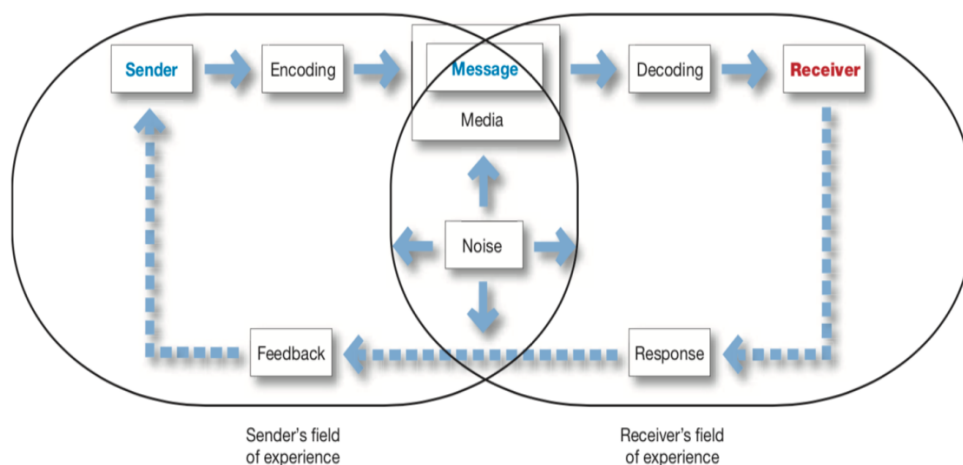 Sender
Encoding
Message
Media
Decoding
Receiver
Noise
Feedback
Response
Sender's field
of experience
Receiver's field
of experience